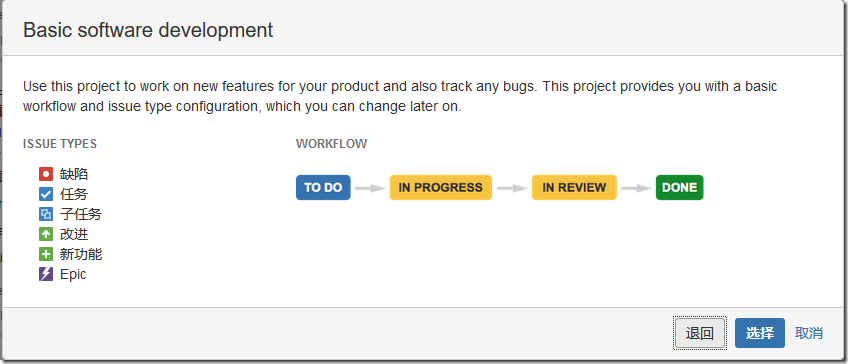 Basic software development
Use this project to work on new features for your product and also track any bugs. This project provides you with a basic
workflow and issue type configuration, which you can change later on.
ISSUE TYPES
WORKFLOW
缺陷
任务
子任务
改进
新功能
Epic
TO DO
IN PROGRESS
IN REVIEW
DONE
退回
选择
取消